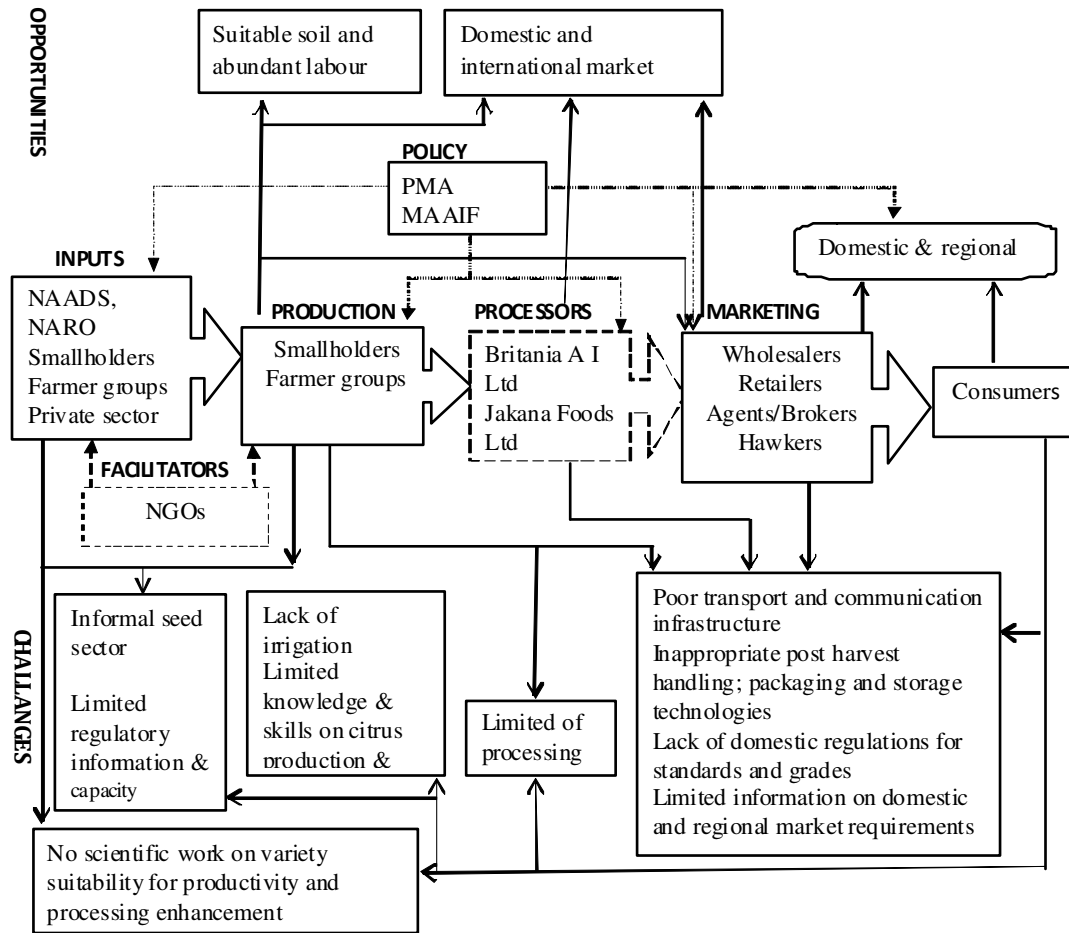 OPPORTUNITIES
Suitable soil and
abundant labour
Domestic and
international market
POLICY
PMA
MAAIF
Domestic & regional
INPUTS
NAADS,
NARO
Smallholders
Farmer groups
Private sector
PRODUCTION
Smallholders
Farmer groups
PROCESSORS
Britania A I
Ltd
Jakana Foods
Ltd
MARKETING
Wholesalers
Retailers
Agents/Brokers
Hawkers
Consumers
FACILITATORS
NGOs
CHALLANGES
Informal seed
sector
Limited
regulatory
information &
capacity
Lack of
irrigation
Limited
knowledge &
skills on citrus
production &
Limited of
processing
Poor transport and communication
infrastructure
Inappropriate post harvest
handling; packaging and storage
technologies
Lack of domestic regulations for
standards and grades
Limited information on domestic
and regional market requirements
No scientific work on variety
suitability for productivity and
processing enhancement